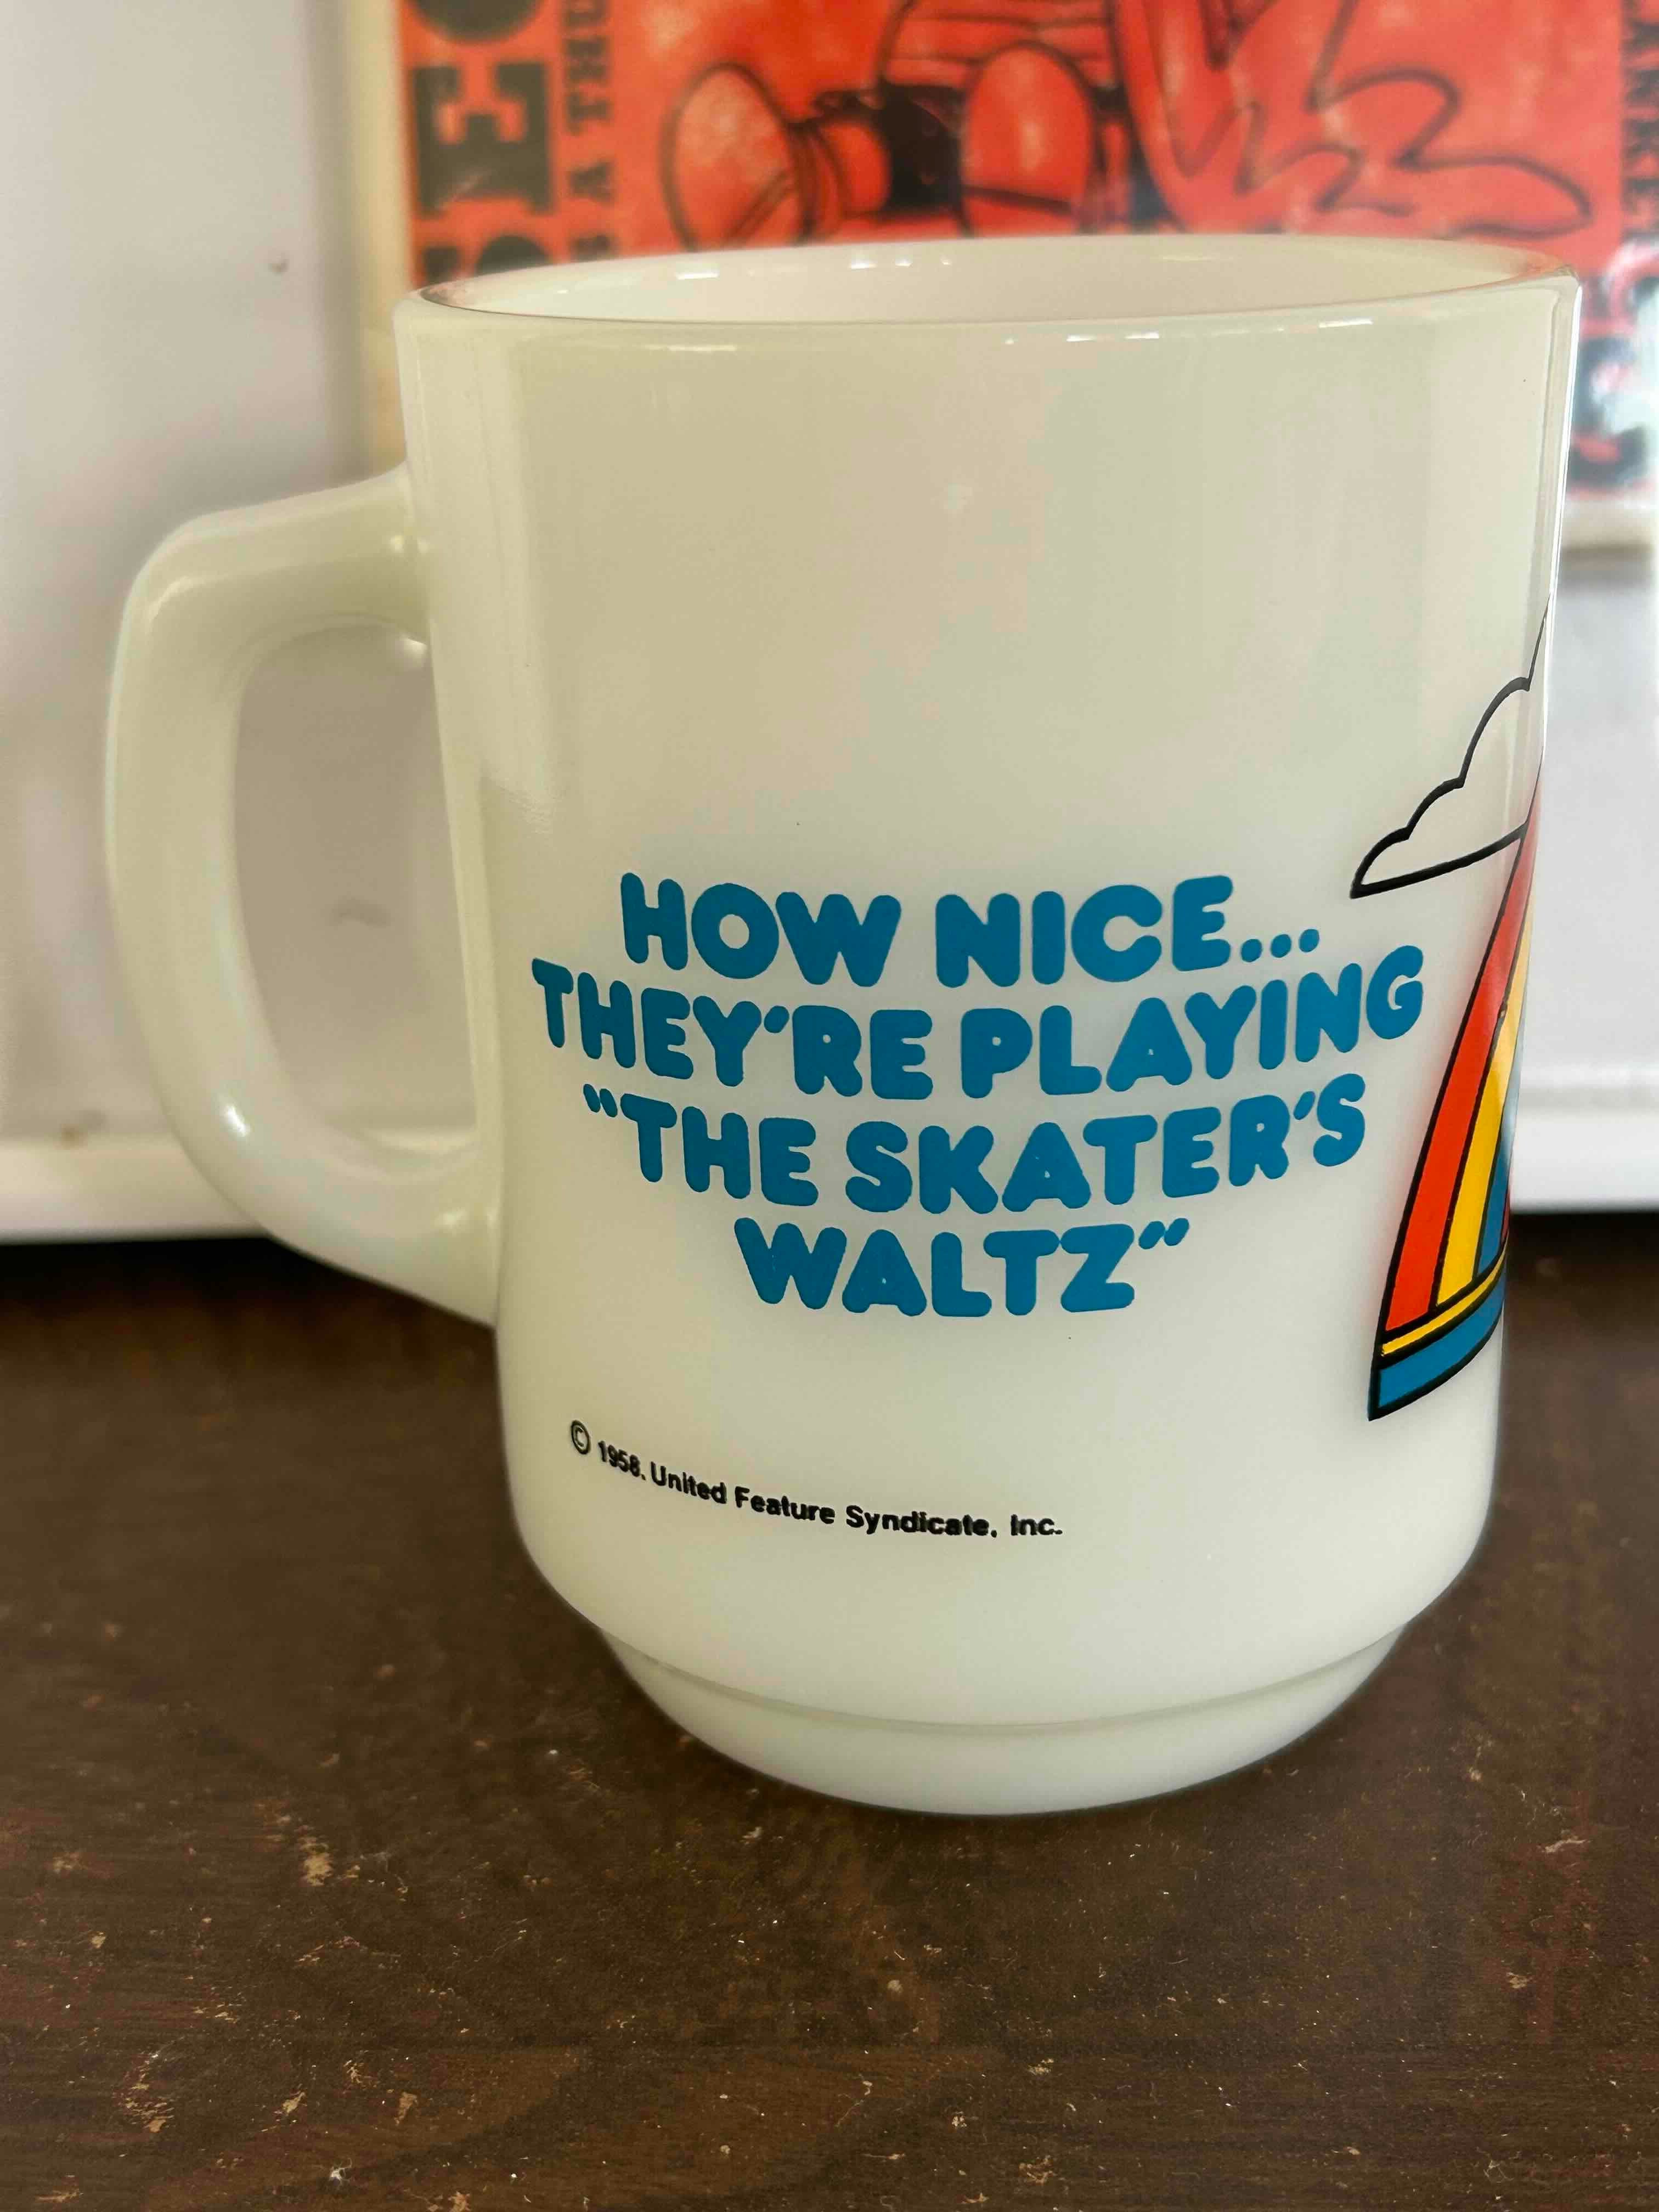 HOW NICE...
THEY'RE PLAYING
"THE SKATER'S
WALTZ"
© 1958, United Feature Syndicate, Inc.